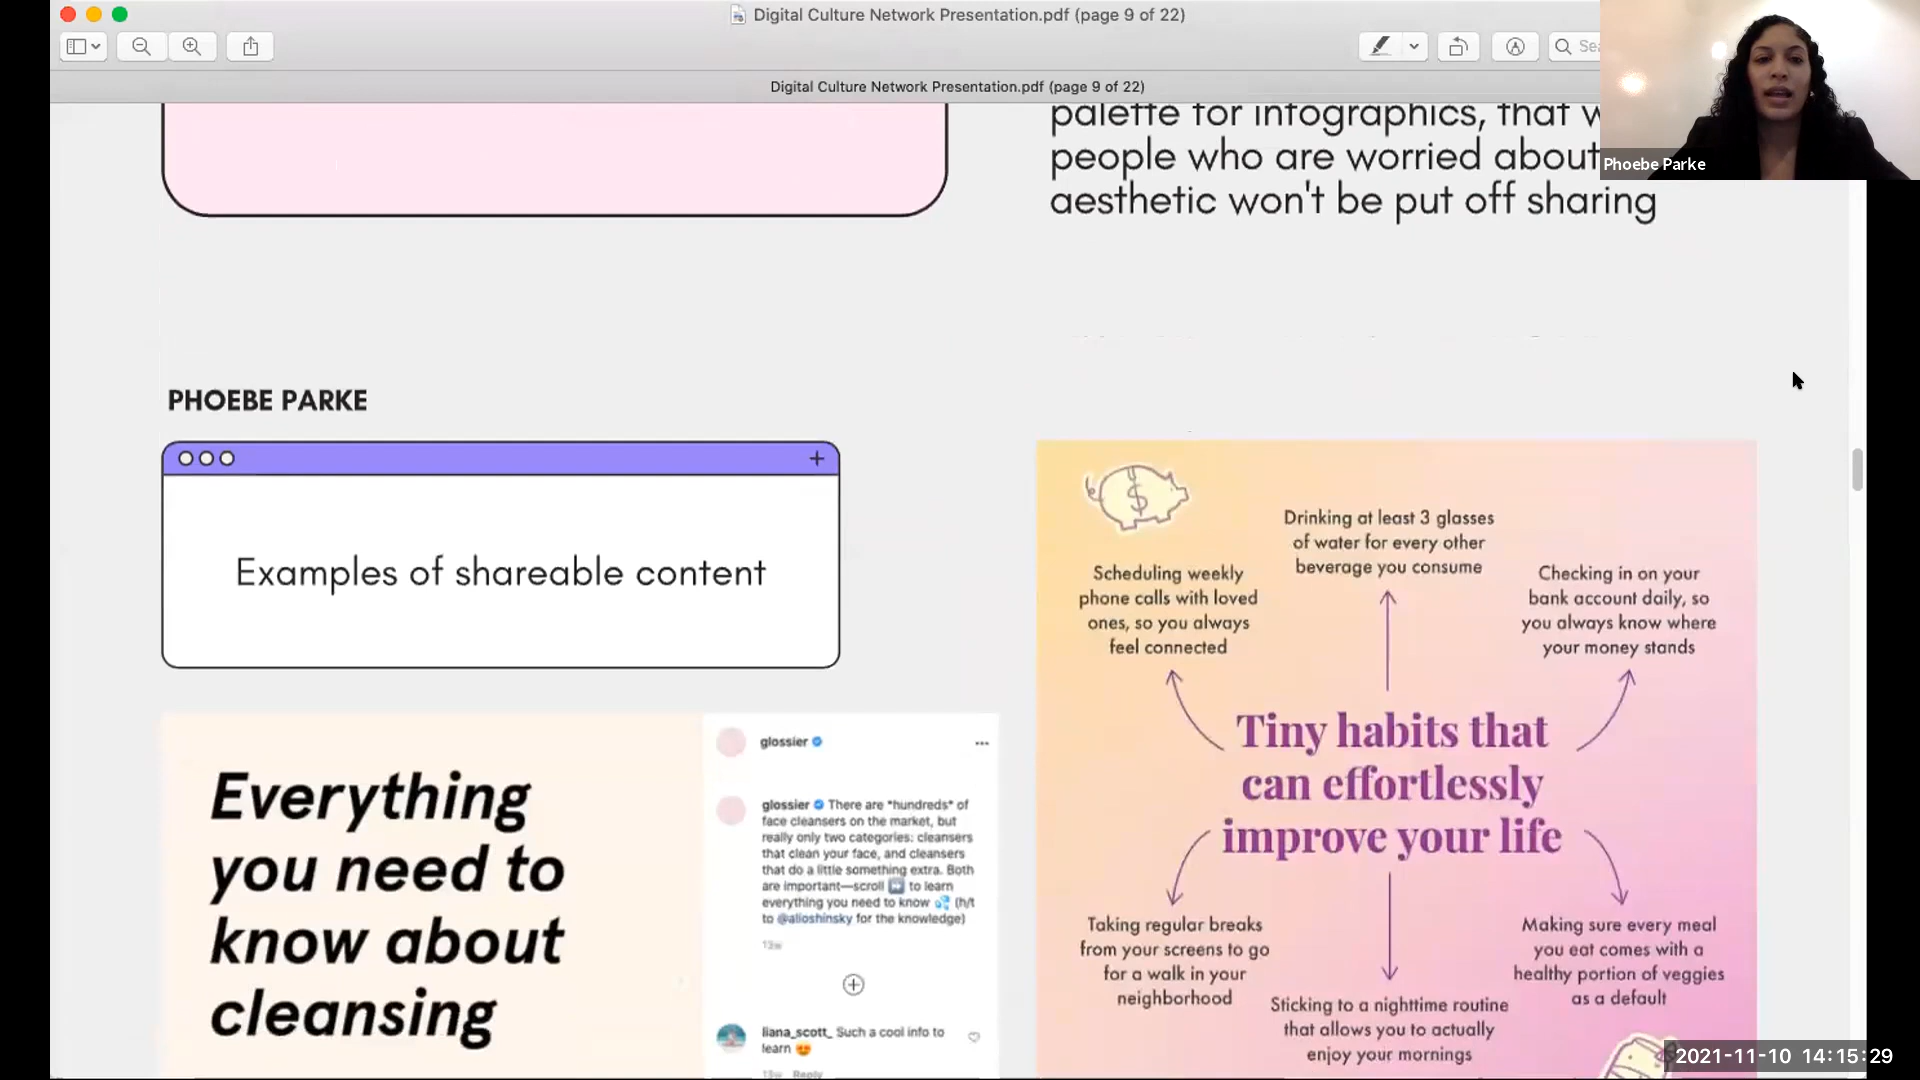 Digital Culture Network Presentation.pdf (page 9 of 22)
Digital Culture Network Presentation.pdf (page 9 of 22)
Phoebe Parke
palette for infographics, that
people who are worried about
aesthetic won't be put off sharing
PHOEBE PARKE
Examples of shareable content
Everything
you need to
know about
cleansing
glossier
glossier There are *hundreds* of
face cleansers on the market, but
really only two categories: cleansers
that clean your face, and cleansers
that do a little something extra. Both
are important—scroll ➡️ to learn
everything you need to know 💦 (h/t
to @alioshinsky for the knowledge)
13w
liana_scott_ Such a cool info to
learn 😍
13w Reply
Drinking at least 3 glasses
of water for every other
beverage you consume
Scheduling weekly
phone calls with loved
ones, so you always
feel connected
Checking in on your
bank account daily, so
you always know where
your money stands
Tiny habits that
can effortlessly
improve your life
Taking regular breaks
from your screens to go
for a walk in your
neighborhood
Sticking to a nighttime routine
that allows you to actually
enjoy your mornings
Making sure every meal
you eat comes with a
healthy portion of veggies
as a default
2021-11-10 14:15:29